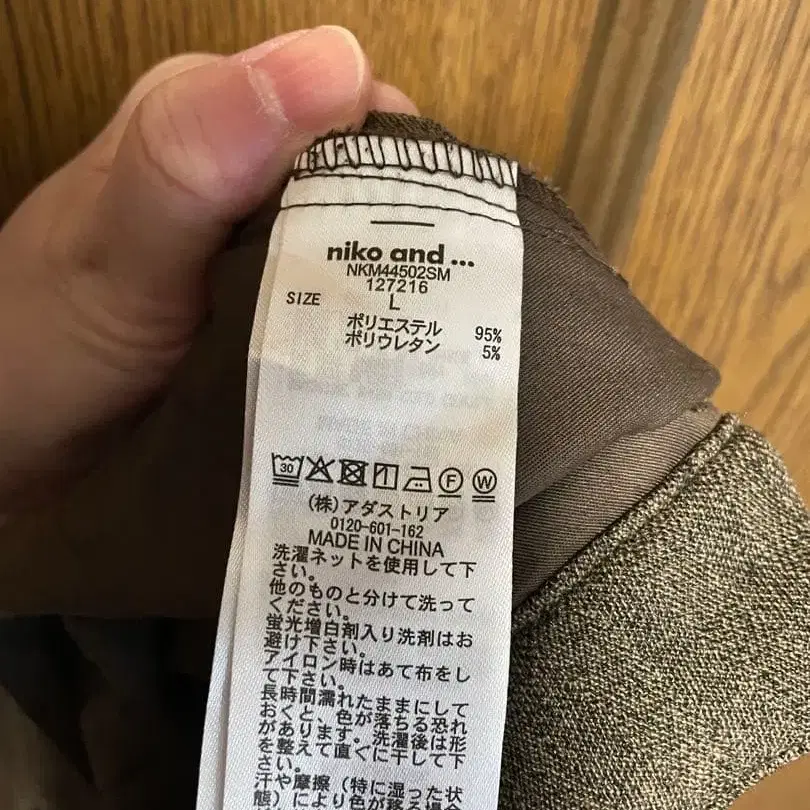 niko and ...
NKM44502SM
127216
SIZE L
ポリエステル 95%
ポリウレタン 5%
30
F W
(株)アダストリア
0120-601-162
MADE IN CHINA
洗濯ネットを使用して下
さい。
他のものと分けて洗って
ください。
蛍光増白剤入り洗剤はお
避け下さい。
アイロン時はあて布をし
て下さい。
長時間濡れたままにして
おくと、色が落ちる恐れ
があります。洗濯後は形
を整えて直ぐに干して下
さい。
汗や摩擦(特に湿った状
態)により色が移る場合